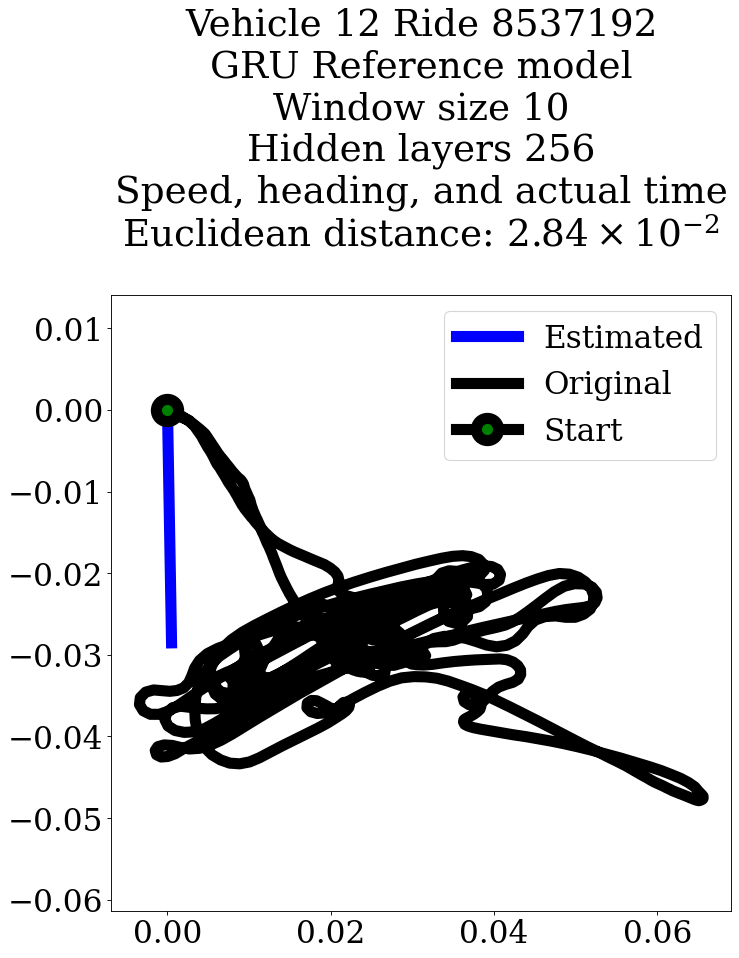 Vehicle 12 Ride 8537192
GRU Reference model
Window size 10
Hidden layers 256
Speed, heading, and actual time
Euclidean distance: 2.84 × 10⁻²
Estimated
Original
Start
0.01
0.00
−0.01
−0.02
−0.03
−0.04
−0.05
−0.06
0.00
0.02
0.04
0.06